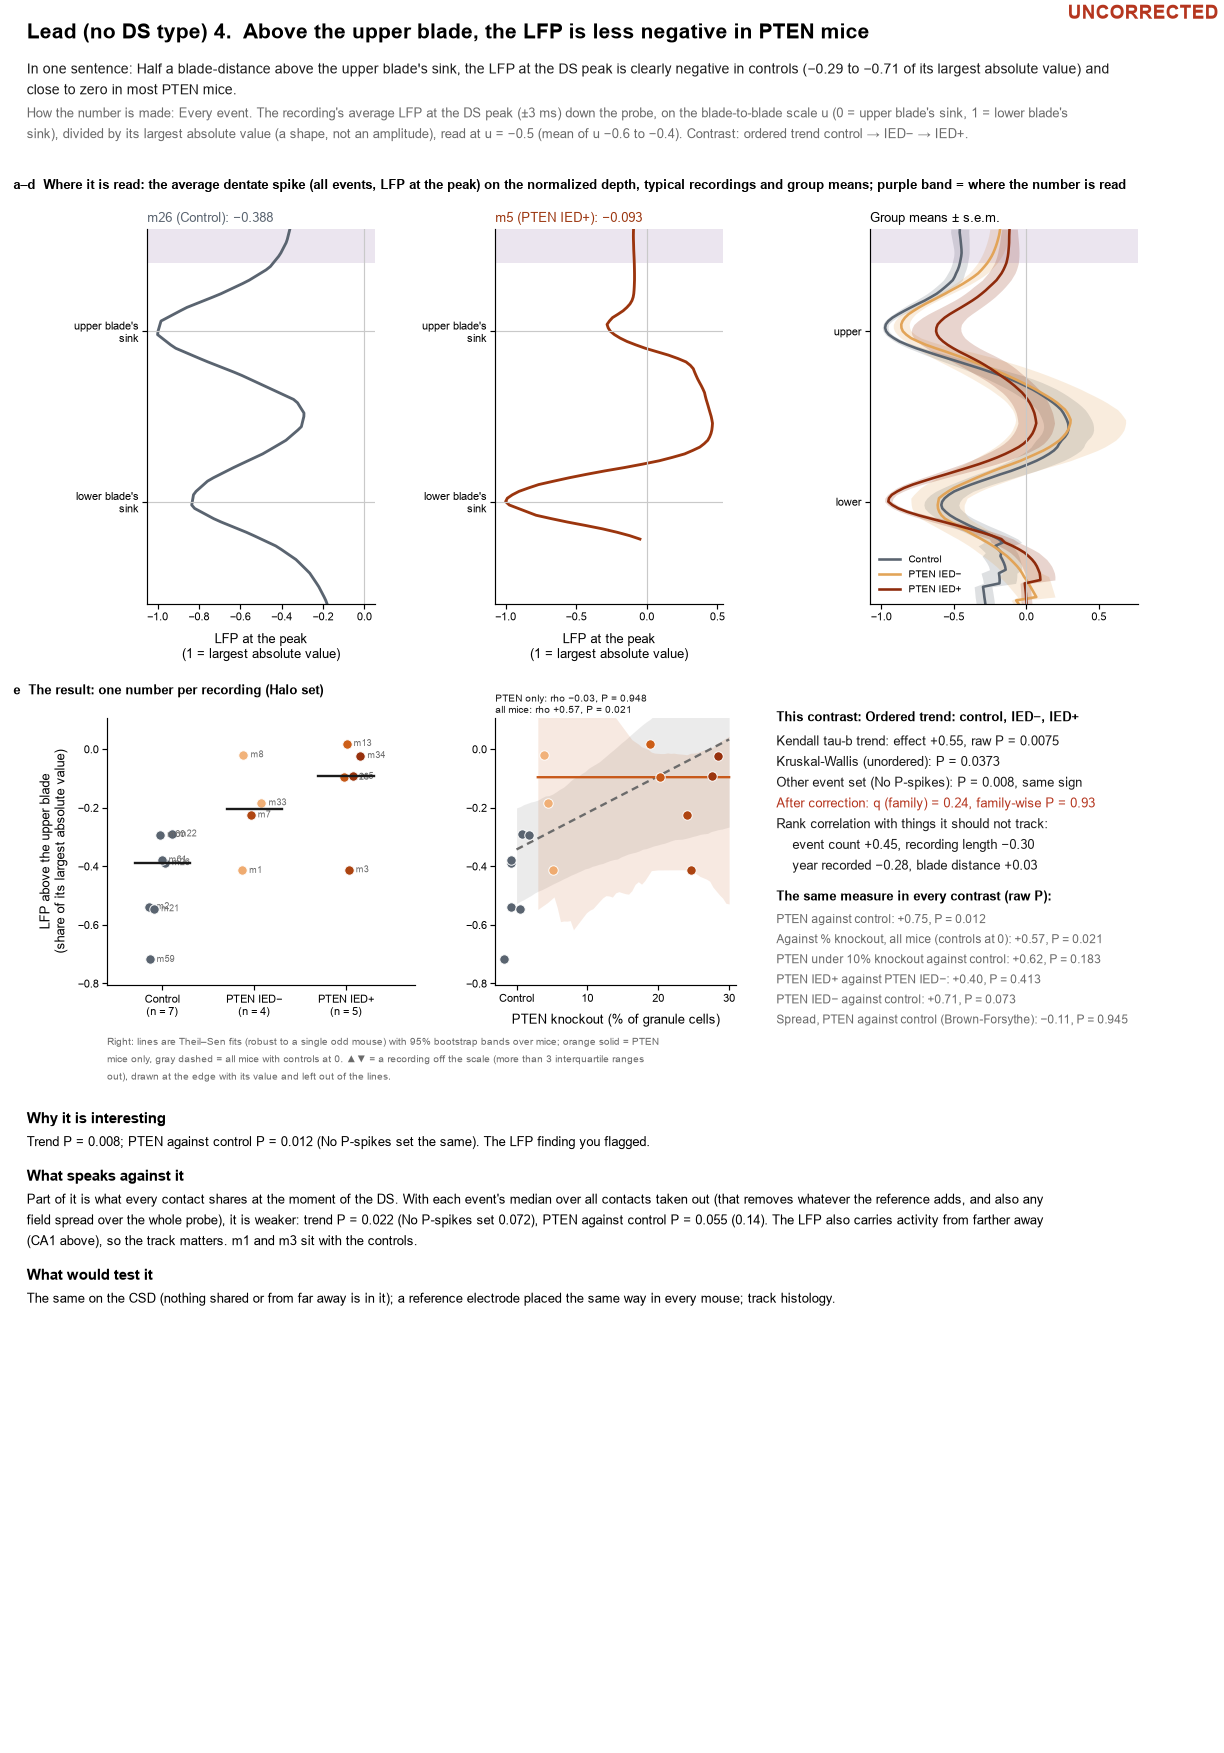 UNCORRECTED
Lead (no DS type) 4.  Above the upper blade, the LFP is less negative in PTEN mice
In one sentence: Half a blade-distance above the upper blade's sink, the LFP at the DS peak is clearly negative in controls (−0.29 to −0.71 of its largest absolute value) and
close to zero in most PTEN mice.
How the number is made: Every event. The recording's average LFP at the DS peak (±3 ms) down the probe, on the blade-to-blade scale u (0 = upper blade's sink, 1 = lower blade's
sink), divided by its largest absolute value (a shape, not an amplitude), read at u = −0.5 (mean of u −0.6 to −0.4). Contrast: ordered trend control → IED− → IED+.
a–d  Where it is read: the average dentate spike (all events, LFP at the peak) on the normalized depth, typical recordings and group means; purple band = where the number is read
m26 (Control): −0.388
upper blade's
sink
lower blade's
sink
−1.0 −0.8 −0.6 −0.4 −0.2 0.0
LFP at the peak
(1 = largest absolute value)
m5 (PTEN IED+): −0.093
upper blade's
sink
lower blade's
sink
−1.0 −0.5 0.0 0.5
LFP at the peak
(1 = largest absolute value)
Group means ± s.e.m.
upper
lower
Control
PTEN IED−
PTEN IED+
−1.0 −0.5 0.0 0.5
e  The result: one number per recording (Halo set)
LFP above the upper blade
(share of its largest absolute value)
0.0
−0.2
−0.4
−0.6
−0.8
m8
m13
m34
m33
m7
m22
m1
m3
m21
m59
Control
(n = 7)
PTEN IED−
(n = 4)
PTEN IED+
(n = 5)
PTEN only: rho −0.03, P = 0.948
all mice: rho +0.57, P = 0.021
0.0
−0.2
−0.4
−0.6
−0.8
Control 10 20 30
PTEN knockout (% of granule cells)
Right: lines are Theil–Sen fits (robust to a single odd mouse) with 95% bootstrap bands over mice; orange solid = PTEN
mice only, gray dashed = all mice with controls at 0. ▲▼ = a recording off the scale (more than 3 interquartile ranges
out), drawn at the edge with its value and left out of the lines.
This contrast: Ordered trend: control, IED−, IED+
Kendall tau-b trend: effect +0.55, raw P = 0.0075
Kruskal-Wallis (unordered): P = 0.0373
Other event set (No P-spikes): P = 0.008, same sign
After correction: q (family) = 0.24, family-wise P = 0.93
Rank correlation with things it should not track:
event count +0.45, recording length −0.30
year recorded −0.28, blade distance +0.03
The same measure in every contrast (raw P):
PTEN against control: +0.75, P = 0.012
Against % knockout, all mice (controls at 0): +0.57, P = 0.021
PTEN under 10% knockout against control: +0.62, P = 0.183
PTEN IED+ against PTEN IED−: +0.40, P = 0.413
PTEN IED− against control: +0.71, P = 0.073
Spread, PTEN against control (Brown-Forsythe): −0.11, P = 0.945
Why it is interesting
Trend P = 0.008; PTEN against control P = 0.012 (No P-spikes set the same). The LFP finding you flagged.
What speaks against it
Part of it is what every contact shares at the moment of the DS. With each event's median over all contacts taken out (that removes whatever the reference adds, and also any
field spread over the whole probe), it is weaker: trend P = 0.022 (No P-spikes set 0.072), PTEN against control P = 0.055 (0.14). The LFP also carries activity from farther away
(CA1 above), so the track matters. m1 and m3 sit with the controls.
What would test it
The same on the CSD (nothing shared or from far away is in it); a reference electrode placed the same way in every mouse; track histology.